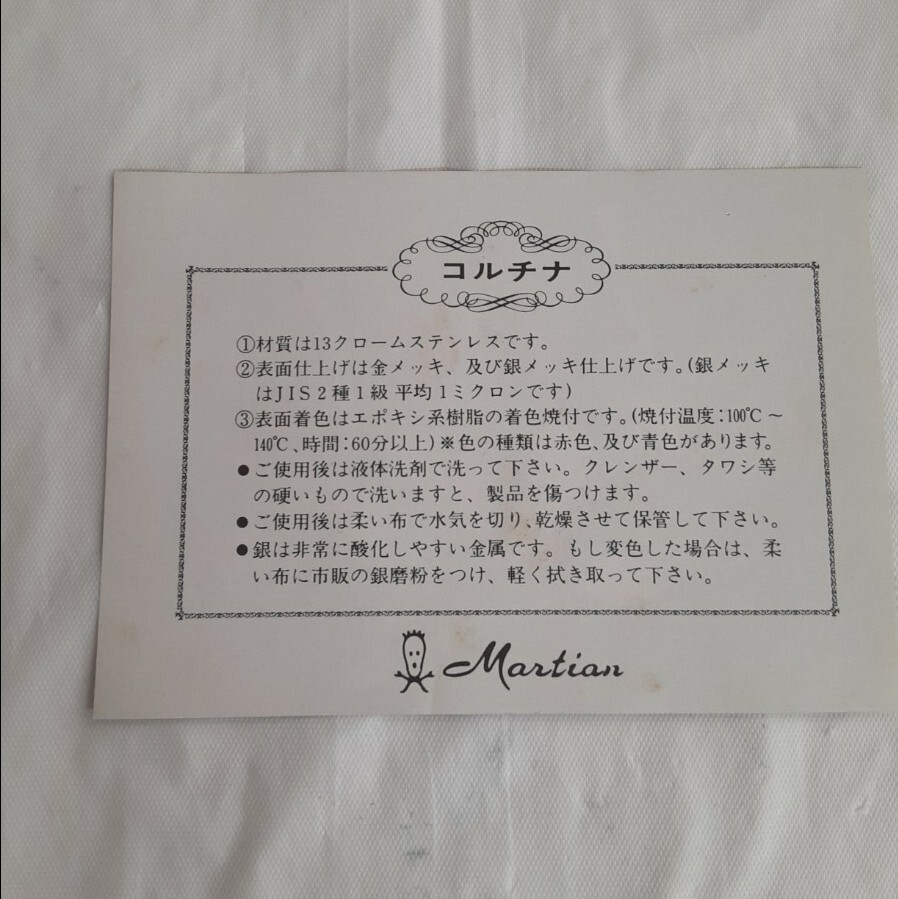 コルチナ
①材質は13クロームステンレスです。
②表面仕上げは金メッキ、及び銀メッキ仕上げです。(銀メッキ
はJIS2種1級 平均1ミクロンです)
③表面着色はエポキシ系樹脂の着色焼付です。(焼付温度:100℃～
140℃、時間:60分以上)※色の種類は赤色、及び青色があります。
●ご使用後は液体洗剤で洗って下さい。クレンザー、タワシ等
の硬いもので洗いますと、製品を傷つけます。
●ご使用後は柔い布で水気を切り、乾燥させて保管して下さい。
●銀は非常に酸化しやすい金属です。もし変色した場合は、柔
い布に市販の銀磨粉をつけ、軽く拭き取って下さい。
Martian